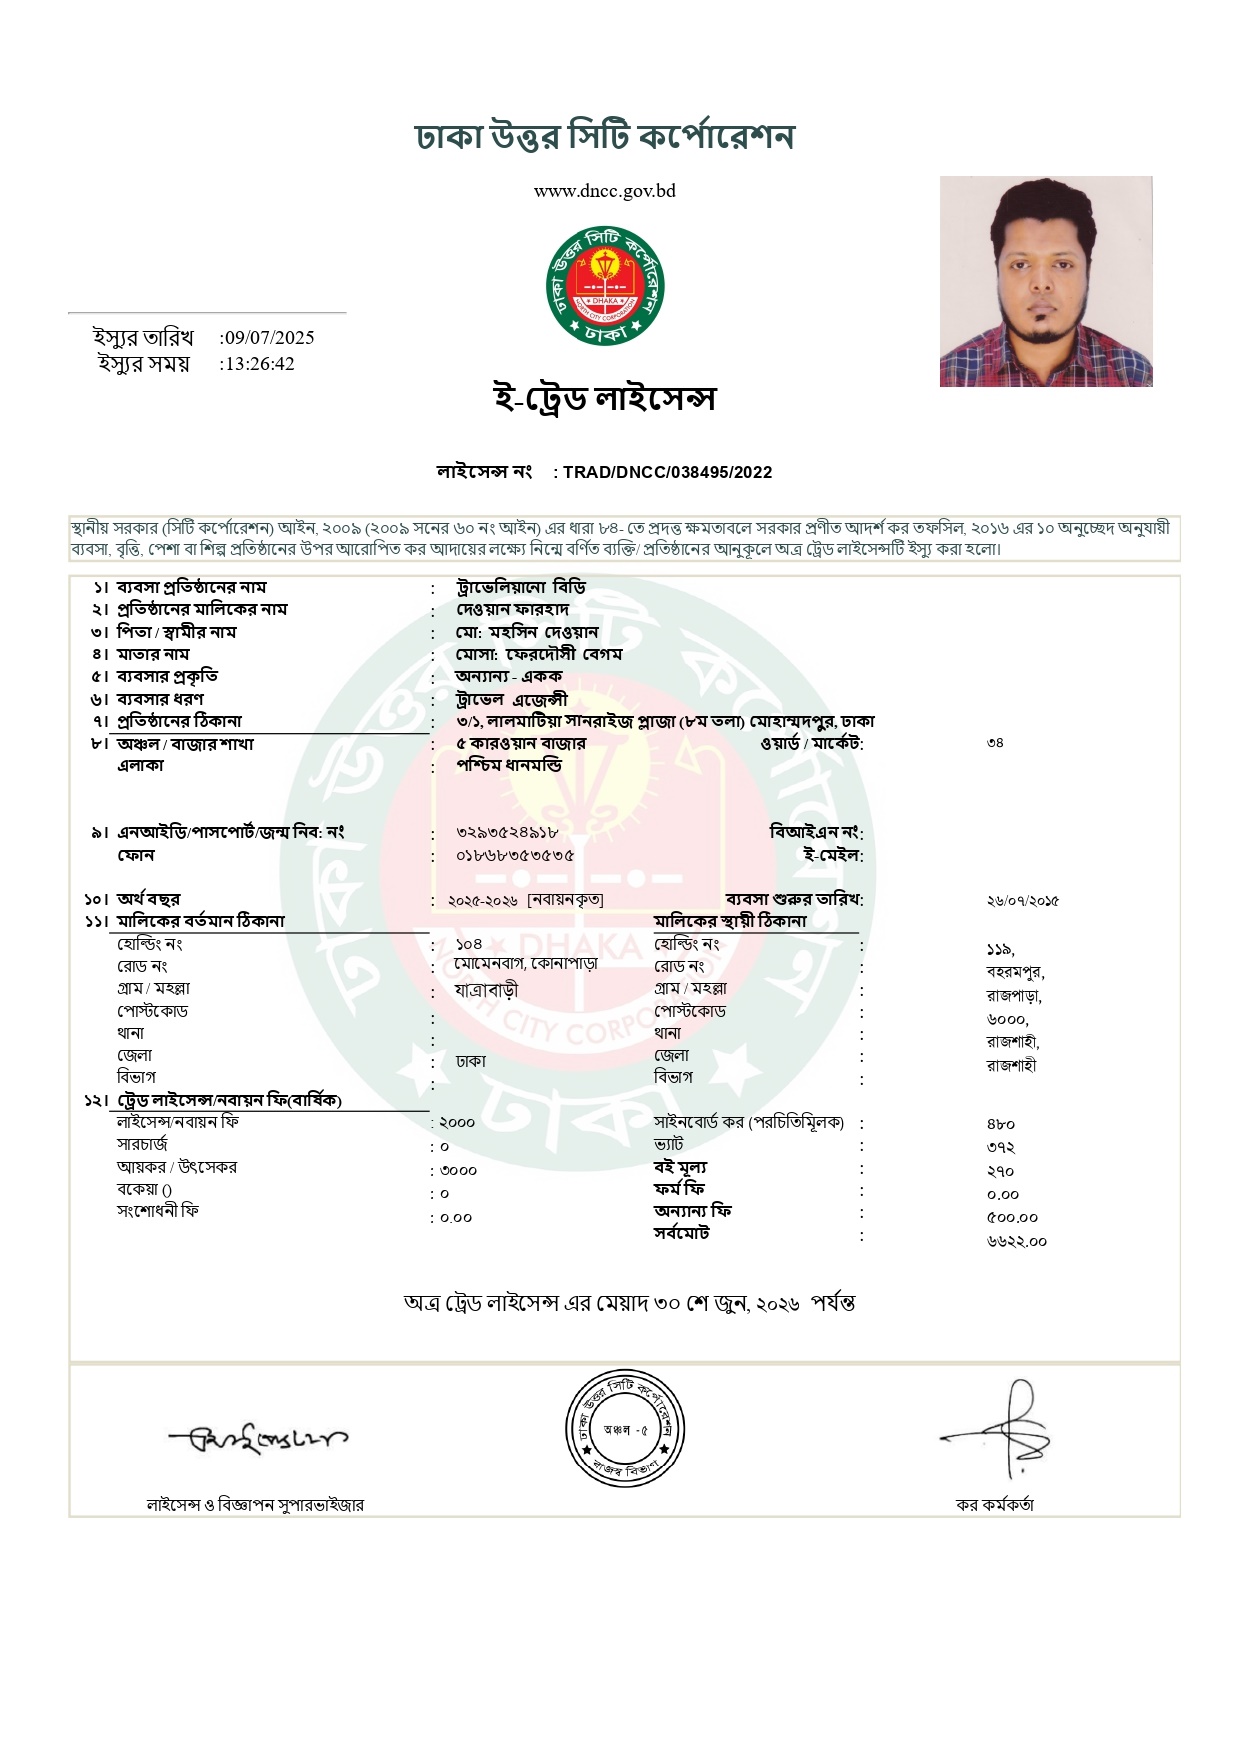 ঢাকা উত্তর সিটি কর্পোরেশন
www.dncc.gov.bd
ঢাকা উত্তর সিটি কর্পোরেশন
DHAKA
NORTH CITY CORPORATION
ঢাকা
ইস্যুর তারিখ :09/07/2025
ইস্যুর সময় :13:26:42
ই-ট্রেড লাইসেন্স
লাইসেন্স নং : TRAD/DNCC/038495/2022
স্থানীয় সরকার (সিটি কর্পোরেশন) আইন, ২০০৯ (২০০৯ সনের ৬০ নং আইন) এর ধারা ৮৪- তে প্রদত্ত ক্ষমতাবলে সরকার প্রণীত আদর্শ কর তফসিল, ২০১৬ এর ১০ অনুচ্ছেদ অনুযায়ী
ব্যবসা, বৃত্তি, পেশা বা শিল্প প্রতিষ্ঠানের উপর আরোপিত কর আদায়ের লক্ষ্যে নিম্নে বর্ণিত ব্যক্তি/ প্রতিষ্ঠানের আনুকূলে অত্র ট্রেড লাইসেন্সটি ইস্যু করা হলো।
১। ব্যবসা প্রতিষ্ঠানের নাম : ট্রাভেলিয়ানো বিডি
২। প্রতিষ্ঠানের মালিকের নাম : দেওয়ান ফারহাদ
৩। পিতা / স্বামীর নাম : মো: মহসিন দেওয়ান
৪। মাতার নাম : মোসা: ফেরদৌসী বেগম
৫। ব্যবসার প্রকৃতি : অন্যান্য - একক
৬। ব্যবসার ধরণ : ট্রাভেল এজেন্সী
৭। প্রতিষ্ঠানের ঠিকানা : ৩/১, লালমাটিয়া সানরাইজ প্লাজা (৮ম তলা) মোহাম্মদপুর, ঢাকা
৮। অঞ্চল / বাজার শাখা : ৫ কারওয়ান বাজার ওয়ার্ড / মার্কেট: ৩৪
এলাকা : পশ্চিম ধানমন্ডি
৯। এনআইডি/পাসপোর্ট/জন্ম নিব: নং : ৩২৯৩৫২৪৯১৮ বিআইএন নং:
ফোন : ০১৮৬৮৩৫৩৫৩৫ ই-মেইল:
১০। অর্থ বছর : ২০২৫-২০২৬ [নবায়নকৃত] ব্যবসা শুরুর তারিখ: ২৬/০৭/২০১৫
১১। মালিকের বর্তমান ঠিকানা মালিকের স্থায়ী ঠিকানা
হোল্ডিং নং : ১০৪ হোল্ডিং নং : ১১৯,
রোড নং : মোমেনবাগ, কোনাপাড়া রোড নং : বহরমপুর,
গ্রাম / মহল্লা : যাত্রাবাড়ী গ্রাম / মহল্লা : রাজপাড়া,
পোস্টকোড : পোস্টকোড : ৬০০০,
থানা : থানা : রাজশাহী,
জেলা : ঢাকা জেলা : রাজশাহী
বিভাগ : বিভাগ :
১২। ট্রেড লাইসেন্স/নবায়ন ফি(বার্ষিক)
লাইসেন্স/নবায়ন ফি : ২০০০ সাইনবোর্ড কর (পরচিতিমূলক) : ৪৮০
সারচার্জ : ০ ভ্যাট : ৩৭২
আয়কর / উৎসেকর : ৩০০০ বই মূল্য : ২৭০
বকেয়া () : ০ ফর্ম ফি : ০.০০
সংশোধনী ফি : ০.০০ অন্যান্য ফি : ৫০০.০০
সর্বমোট : ৬৬২২.০০
অত্র ট্রেড লাইসেন্স এর মেয়াদ ৩০ শে জুন, ২০২৬ পর্যন্ত
ঢাকা উত্তর সিটি কর্পোরেশন
অঞ্চল -৫
রাজস্ব বিভাগ
লাইসেন্স ও বিজ্ঞাপন সুপারভাইজার কর কর্মকর্তা